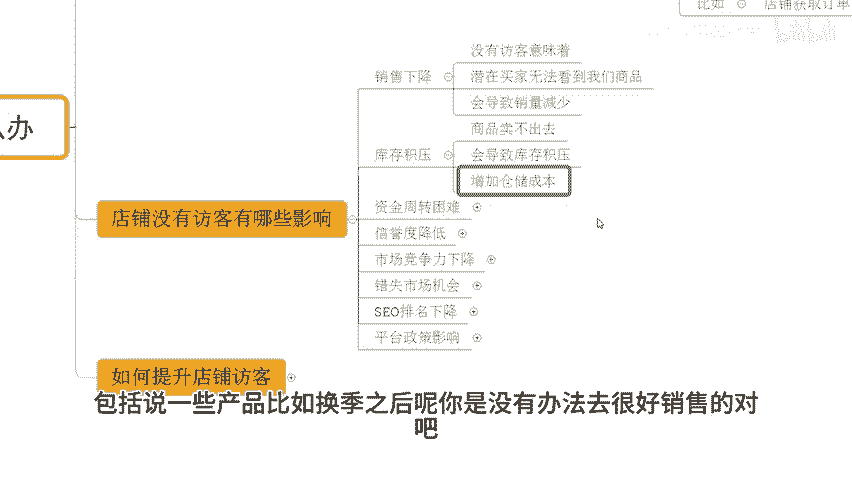 比如 店铺获取订单
没有访客意味着
销售下降 潜在买家无法看到我们商品
会导致销量减少
么办
商品卖不出去
库存积压 会导致库存积压
增加仓储成本
店铺没有访客有哪些影响
资金周转困难
信誉度降低
市场竞争力下降
错失市场机会
SEO排名下降
平台政策影响
如何提升店铺访客
包括说一些产品比如换季之后呢你是没有办法去很好销售的对
吧